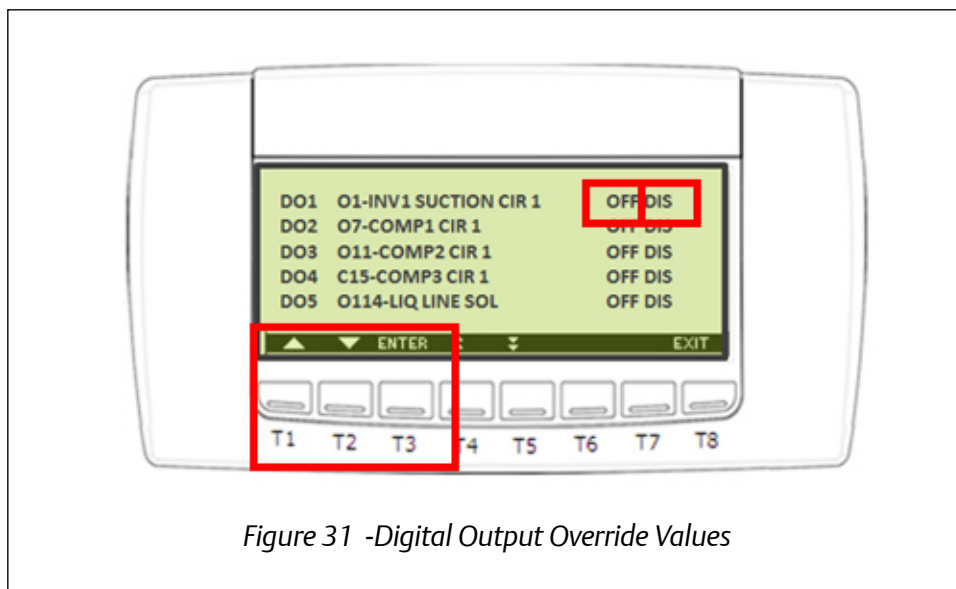 DO1 O1-INV1 SUCTION CIR 1 OFF DIS
DO2 O7-COMP1 CIR 1 OFF DIS
DO3 O11-COMP2 CIR 1 OFF DIS
DO4 C15-COMP3 CIR 1 OFF DIS
DO5 O114-LIQ LINE SOL OFF DIS
ENTER EXIT
T1 T2 T3 T4 T5 T6 T7 T8
Figure 31 -Digital Output Override Values